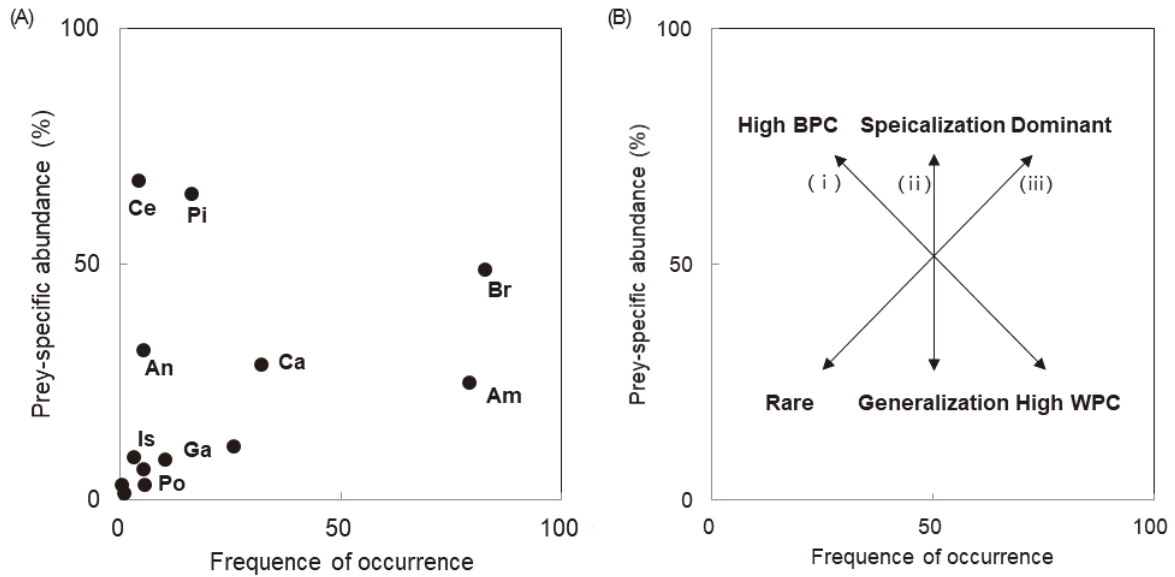 (A)
100
50
0
Prey-specific abundance (%)
Ce
Pi
Br
An
Ca
Am
Is
Ga
Po
0
50
100
Frequence of occurrence
(B)
100
50
0
Prey-specific abundance (%)
High BPC Speicalization Dominant
(i)
(ii)
(iii)
Rare Generalization High WPC
0
50
100
Frequence of occurrence